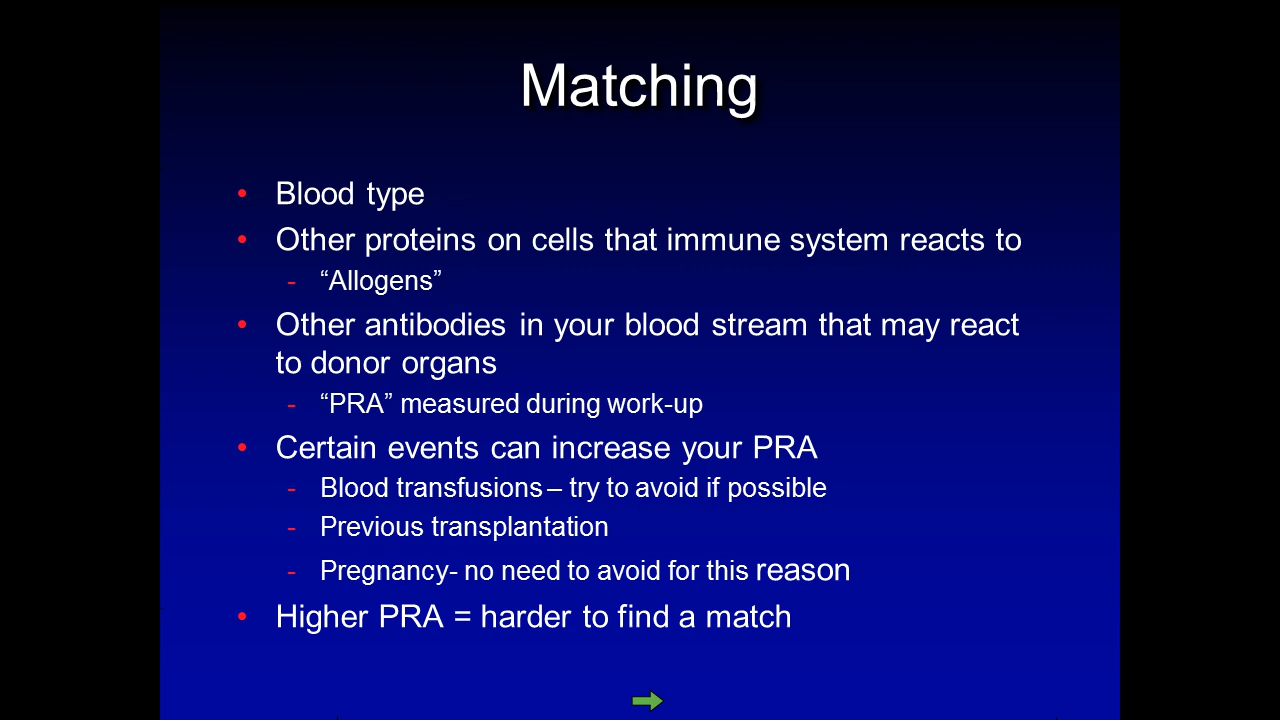 Matching
• Blood type
• Other proteins on cells that immune system reacts to
- “Allogens”
• Other antibodies in your blood stream that may react
to donor organs
- “PRA” measured during work-up
• Certain events can increase your PRA
- Blood transfusions – try to avoid if possible
- Previous transplantation
- Pregnancy- no need to avoid for this reason
• Higher PRA = harder to find a match